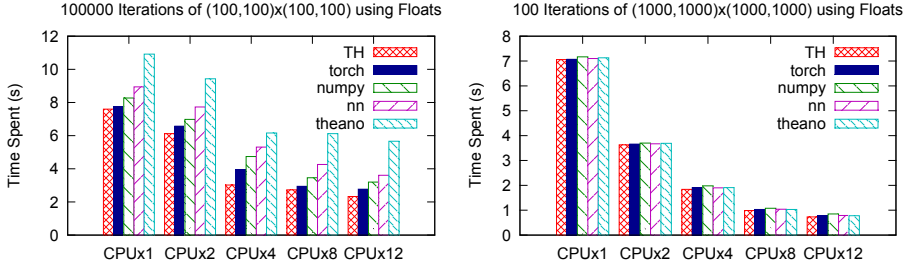 100000 Iterations of (100,100)x(100,100) using Floats
12
10
8
6
4
2
0
Time Spent (s)
TH
torch
numpy
nn
theano
CPUx1 CPUx2 CPUx4 CPUx8 CPUx12
100 Iterations of (1000,1000)x(1000,1000) using Floats
8
7
6
5
4
3
2
1
0
Time Spent (s)
TH
torch
numpy
nn
theano
CPUx1 CPUx2 CPUx4 CPUx8 CPUx12